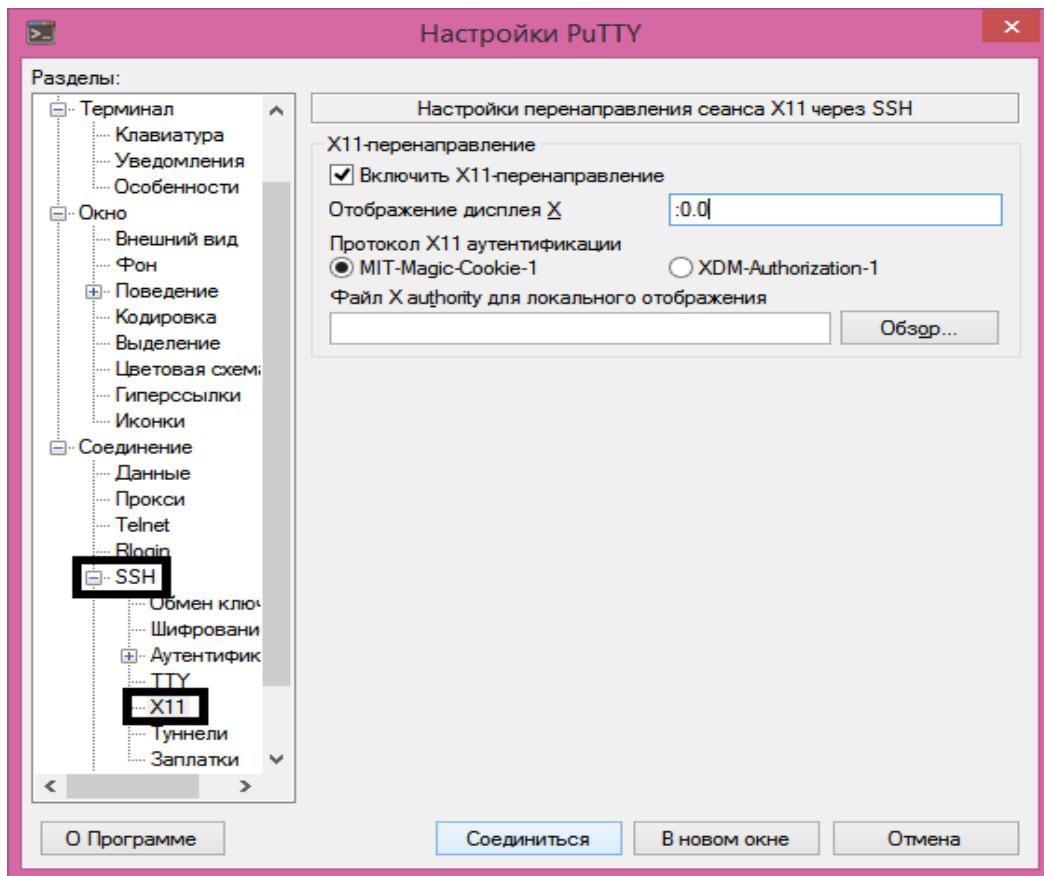 Настройки PuTTY
Разделы:
Терминал
Клавиатура
Уведомления
Особенности
Окно
Внешний вид
Фон
Поведение
Кодировка
Выделение
Цветовая схем
Гиперссылки
Иконки
Соединение
Данные
Прокси
Telnet
Rlogin
SSH
Обмен ключ
Шифровани
Аутентифик
TTY
X11
Туннели
Заплатки
Настройки перенаправления сеанса X11 через SSH
X11-перенаправление
Включить X11-перенаправление
Отображение дисплея X :0.0
Протокол X11 аутентификации
MIT-Magic-Cookie-1 XDM-Authorization-1
Файл X authority для локального отображения
Обзор...
О Программе Соединиться В новом окне Отмена